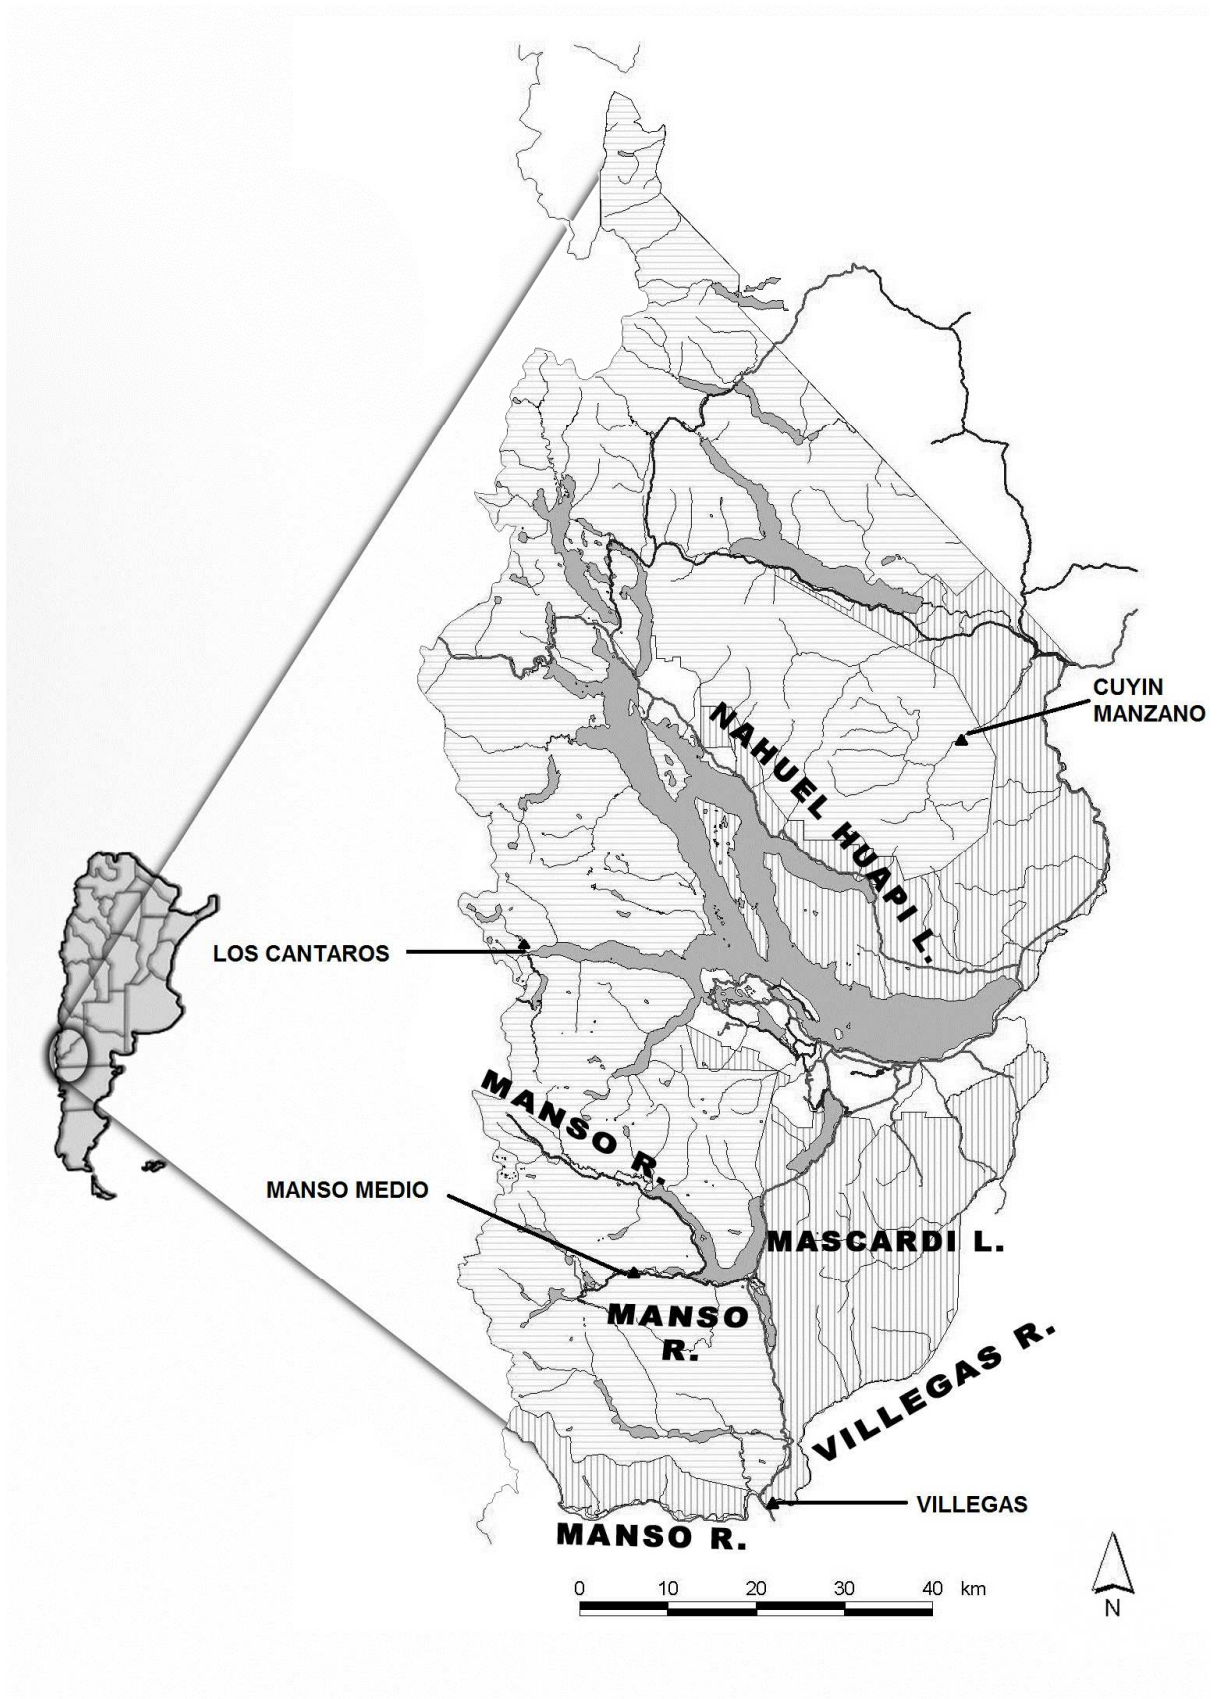 CUYIN
MANZANO
NAHUEL HUAPI L.
LOS CANTAROS
MANSO R.
MANSO MEDIO
MASCARDI L.
MANSO
R.
VILLEGAS R.
VILLEGAS
MANSO R.
0 10 20 30 40 km
N